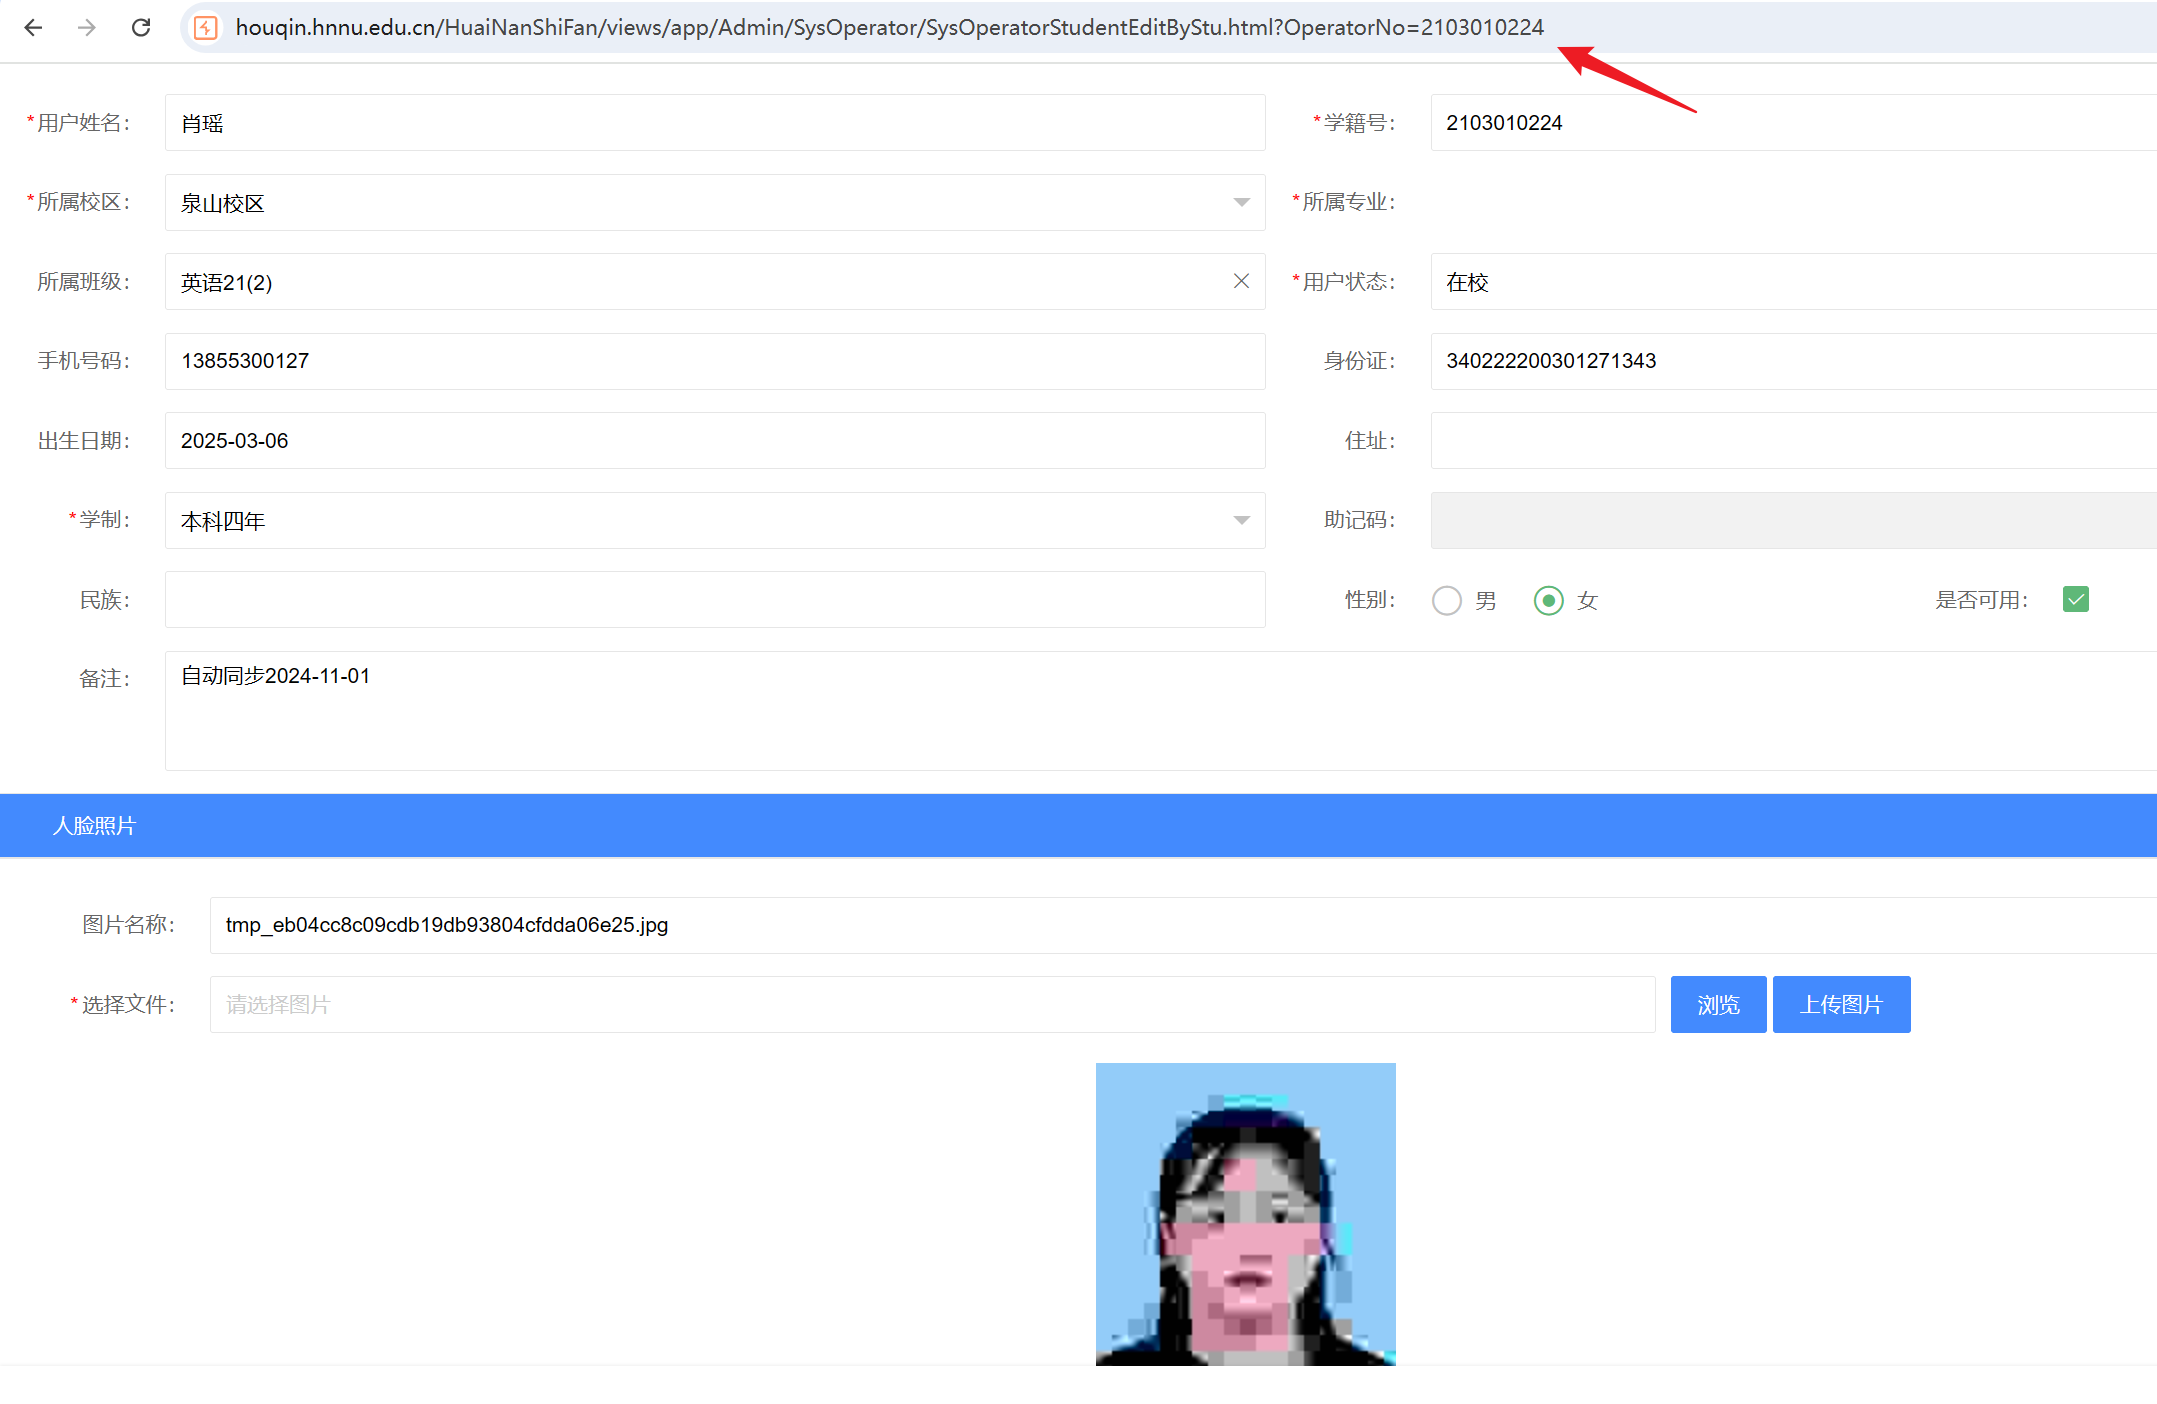 houqin.hnnu.edu.cn/HuaiNanShiFan/views/app/Admin/SysOperator/SysOperatorStudentEditByStu.html?OperatorNo=2103010224
*用户姓名： 肖瑶 *学籍号： 2103010224
*所属校区： 泉山校区 *所属专业：
所属班级： 英语21(2) *用户状态： 在校
手机号码： 13855300127 身份证： 340222200301271343
出生日期： 2025-03-06 住址：
*学制： 本科四年 助记码：
民族： 性别： 男 女 是否可用：
备注： 自动同步2024-11-01
人脸照片
图片名称： tmp_eb04cc8c09cdb19db93804cfdda06e25.jpg
*选择文件： 请选择图片 浏览 上传图片